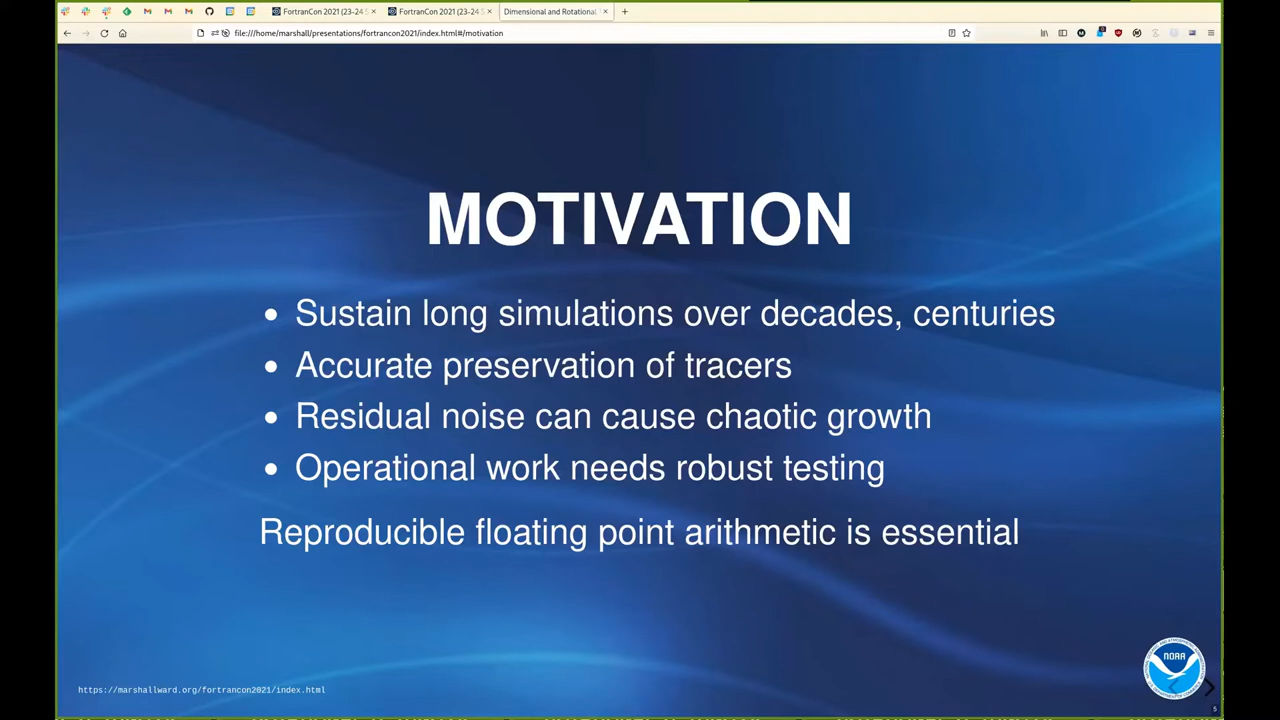 FortranCon 2021 (23-24 S
FortranCon 2021 (23-24 S
Dimensional and Rotational
file:///home/marshall/presentations/fortrancon2021/index.html#/motivation
MOTIVATION
Sustain long simulations over decades, centuries
Accurate preservation of tracers
Residual noise can cause chaotic growth
Operational work needs robust testing
Reproducible floating point arithmetic is essential
NOAA
https://marshallward.org/fortrancon2021/index.html
5